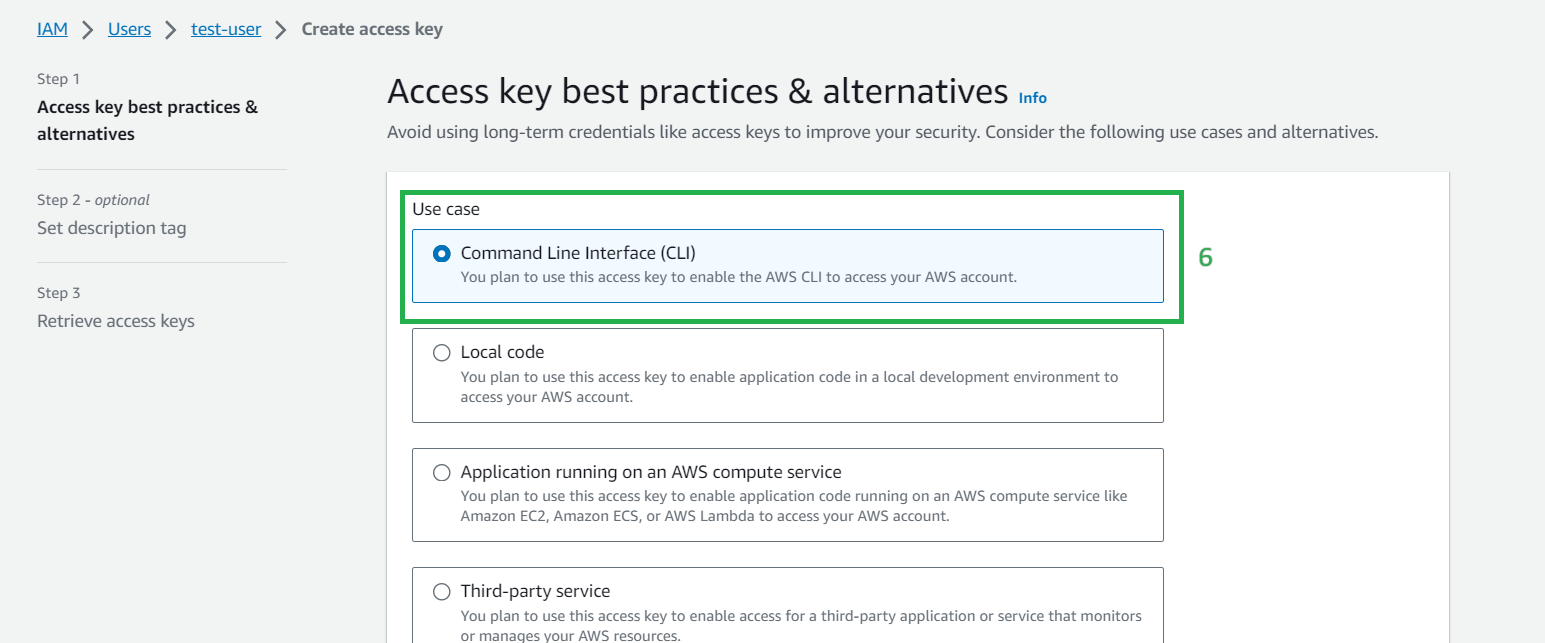 IAM > Users > test-user > Create access key
Step 1
Access key best practices &
alternatives
Step 2 - optional
Set description tag
Step 3
Retrieve access keys
Access key best practices & alternatives Info
Avoid using long-term credentials like access keys to improve your security. Consider the following use cases and alternatives.
Use case
Command Line Interface (CLI)
You plan to use this access key to enable the AWS CLI to access your AWS account.
6
Local code
You plan to use this access key to enable application code in a local development environment to
access your AWS account.
Application running on an AWS compute service
You plan to use this access key to enable application code running on an AWS compute service like
Amazon EC2, Amazon ECS, or AWS Lambda to access your AWS account.
Third-party service
You plan to use this access key to enable access for a third-party application or service that monitors
or manages your AWS resources.